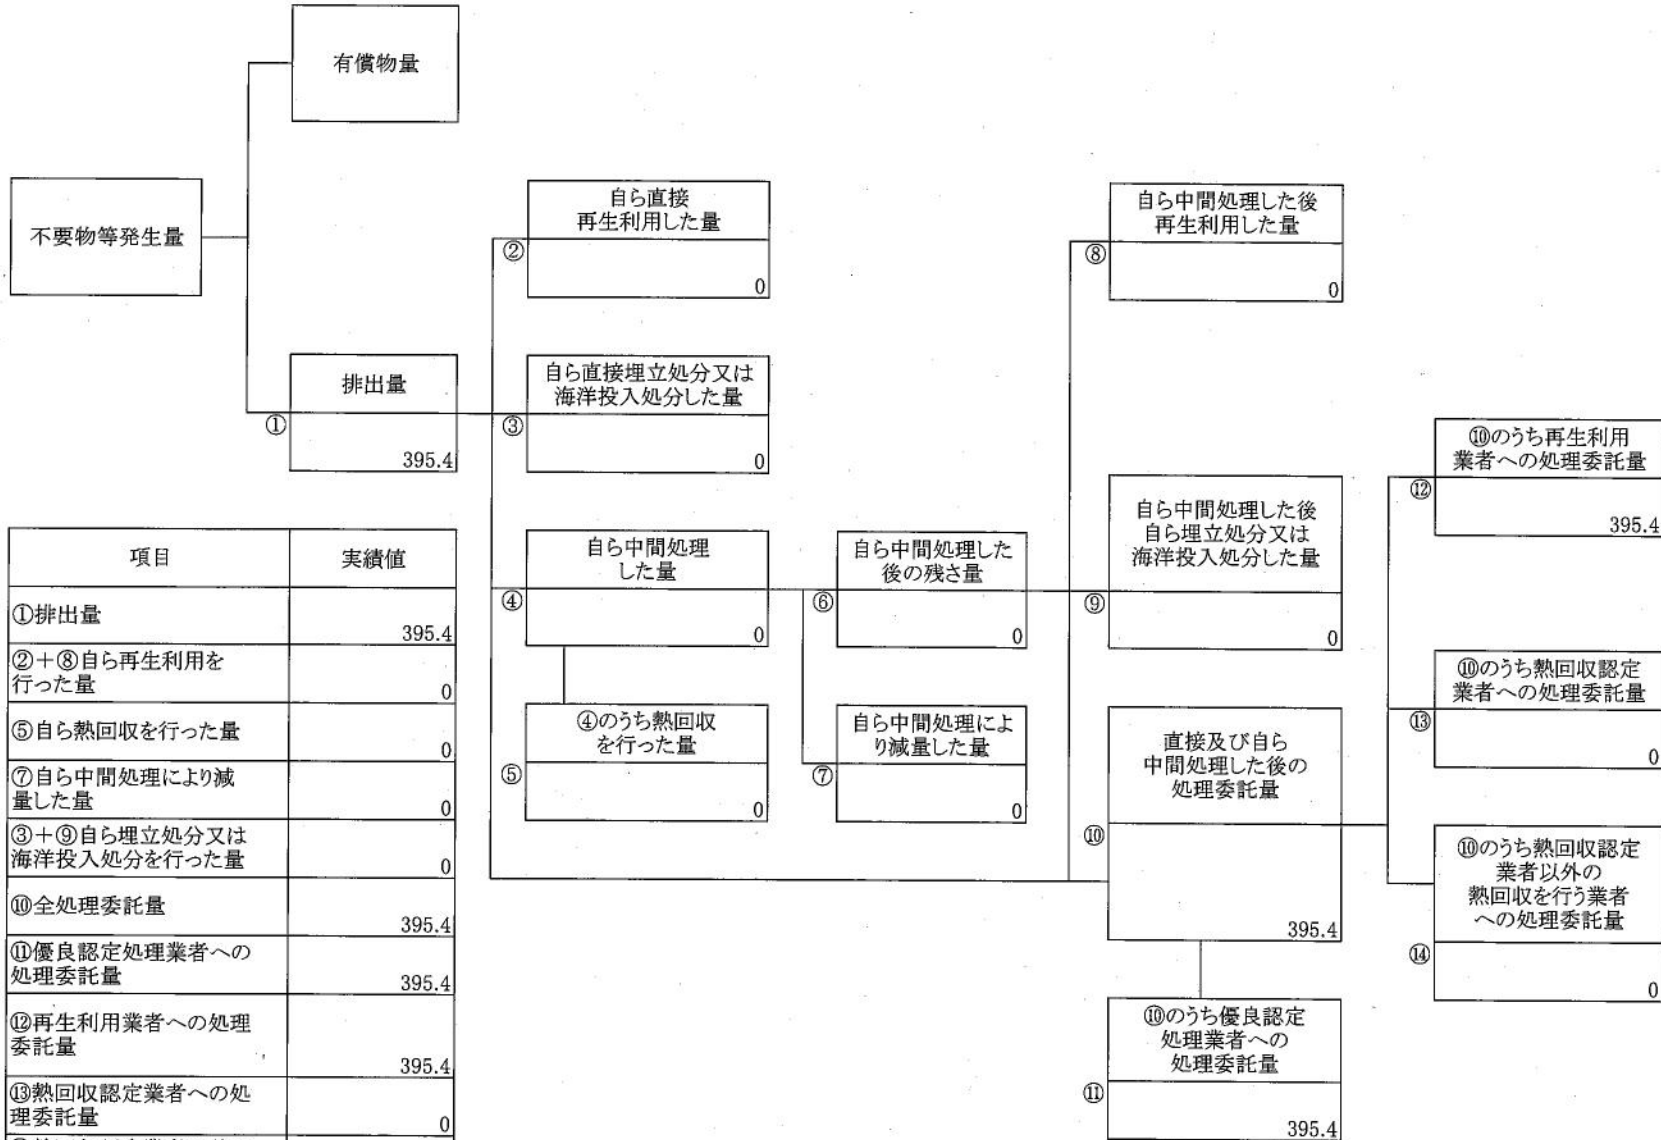 有償物量
不要物等発生量
排出量
①
395.4
自ら直接
再生利用した量
②
0
自ら直接埋立処分又は
海洋投入処分した量
③
0
自ら中間処理
した量
④
0
④のうち熱回収
を行った量
⑤
0
自ら中間処理した
後の残さ量
⑥
0
自ら中間処理によ
り減量した量
⑦
0
自ら中間処理した後
再生利用した量
⑧
0
自ら中間処理した後
自ら埋立処分又は
海洋投入処分した量
⑨
0
直接及び自ら
中間処理した後の
処理委託量
⑩
395.4
⑩のうち優良認定
処理業者への
処理委託量
⑪
395.4
⑩のうち再生利用
業者への処理委託量
⑫
395.4
⑩のうち熱回収認定
業者への処理委託量
⑬
0
⑩のうち熱回収認定
業者以外の
熱回収を行う業者
への処理委託量
⑭
0
項目 実績値
①排出量
395.4
②+⑧自ら再生利用を
行った量
0
⑤自ら熱回収を行った量
0
⑦自ら中間処理により減
量した量
0
③+⑨自ら埋立処分又は
海洋投入処分を行った量
0
⑩全処理委託量
395.4
⑪優良認定処理業者への
処理委託量
395.4
⑫再生利用業者への処理
委託量
395.4
⑬熱回収認定業者への処
理委託量
0